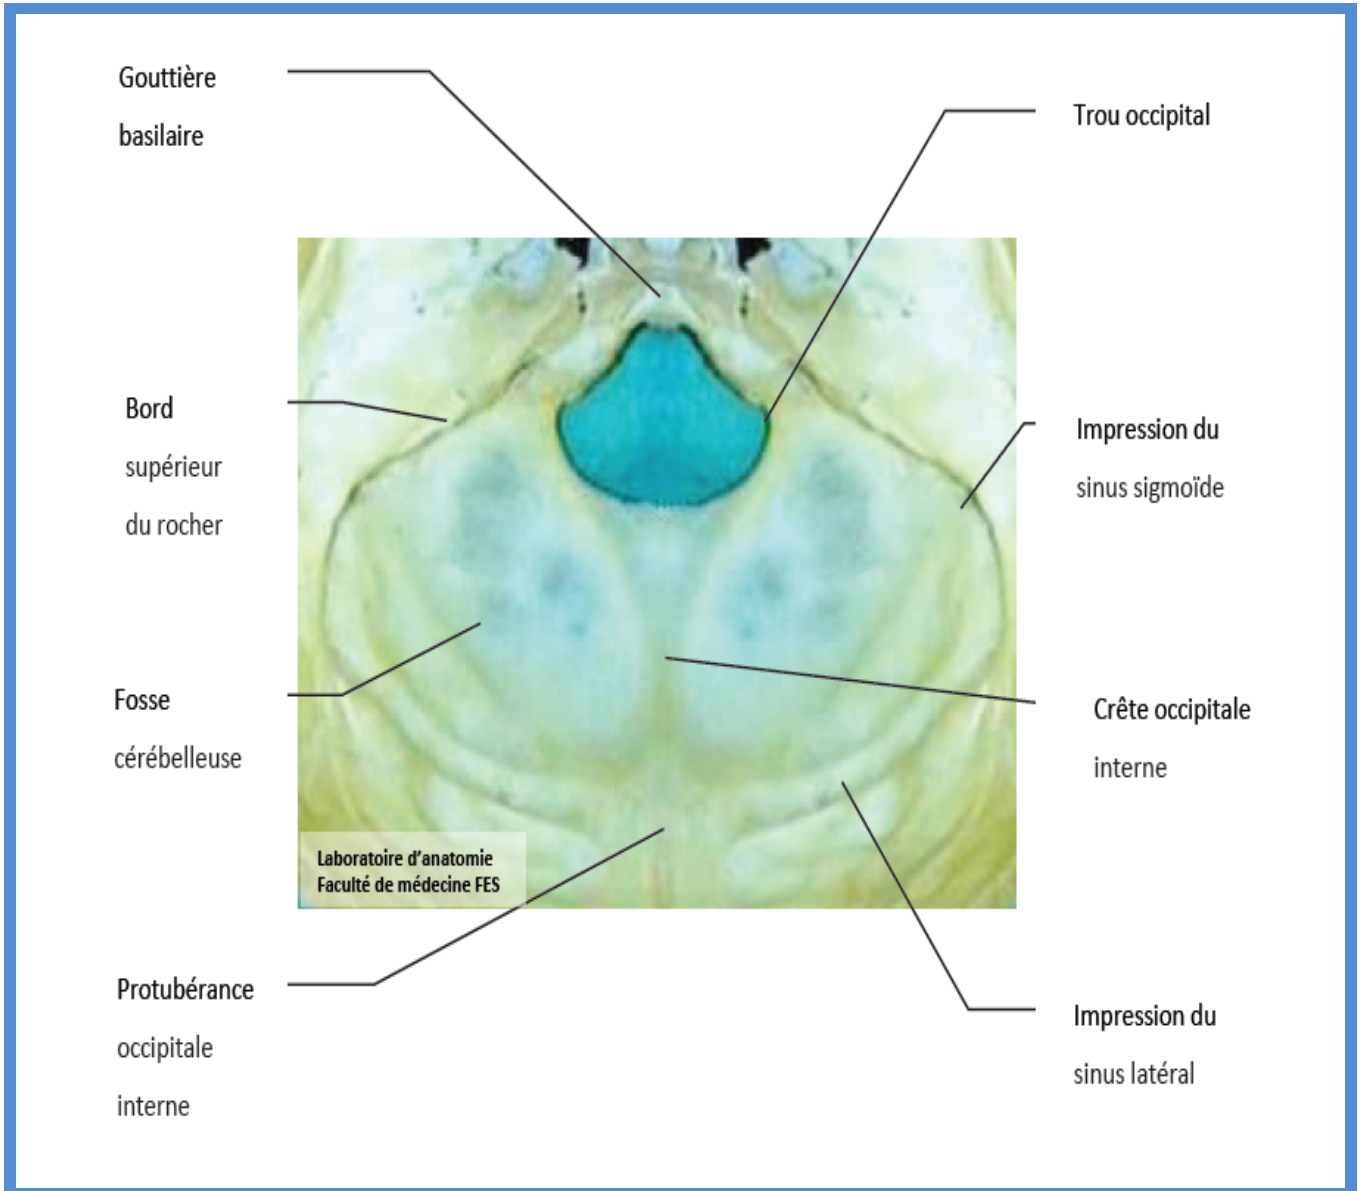 Gouttière
basilaire
Trou occipital
Bord
supérieur
du rocher
Impression du
sinus sigmoïde
Fosse
cérébelleuse
Crête occipitale
interne
Laboratoire d'anatomie
Faculté de médecine FES
Protubérance
occipitale
interne
Impression du
sinus latéral